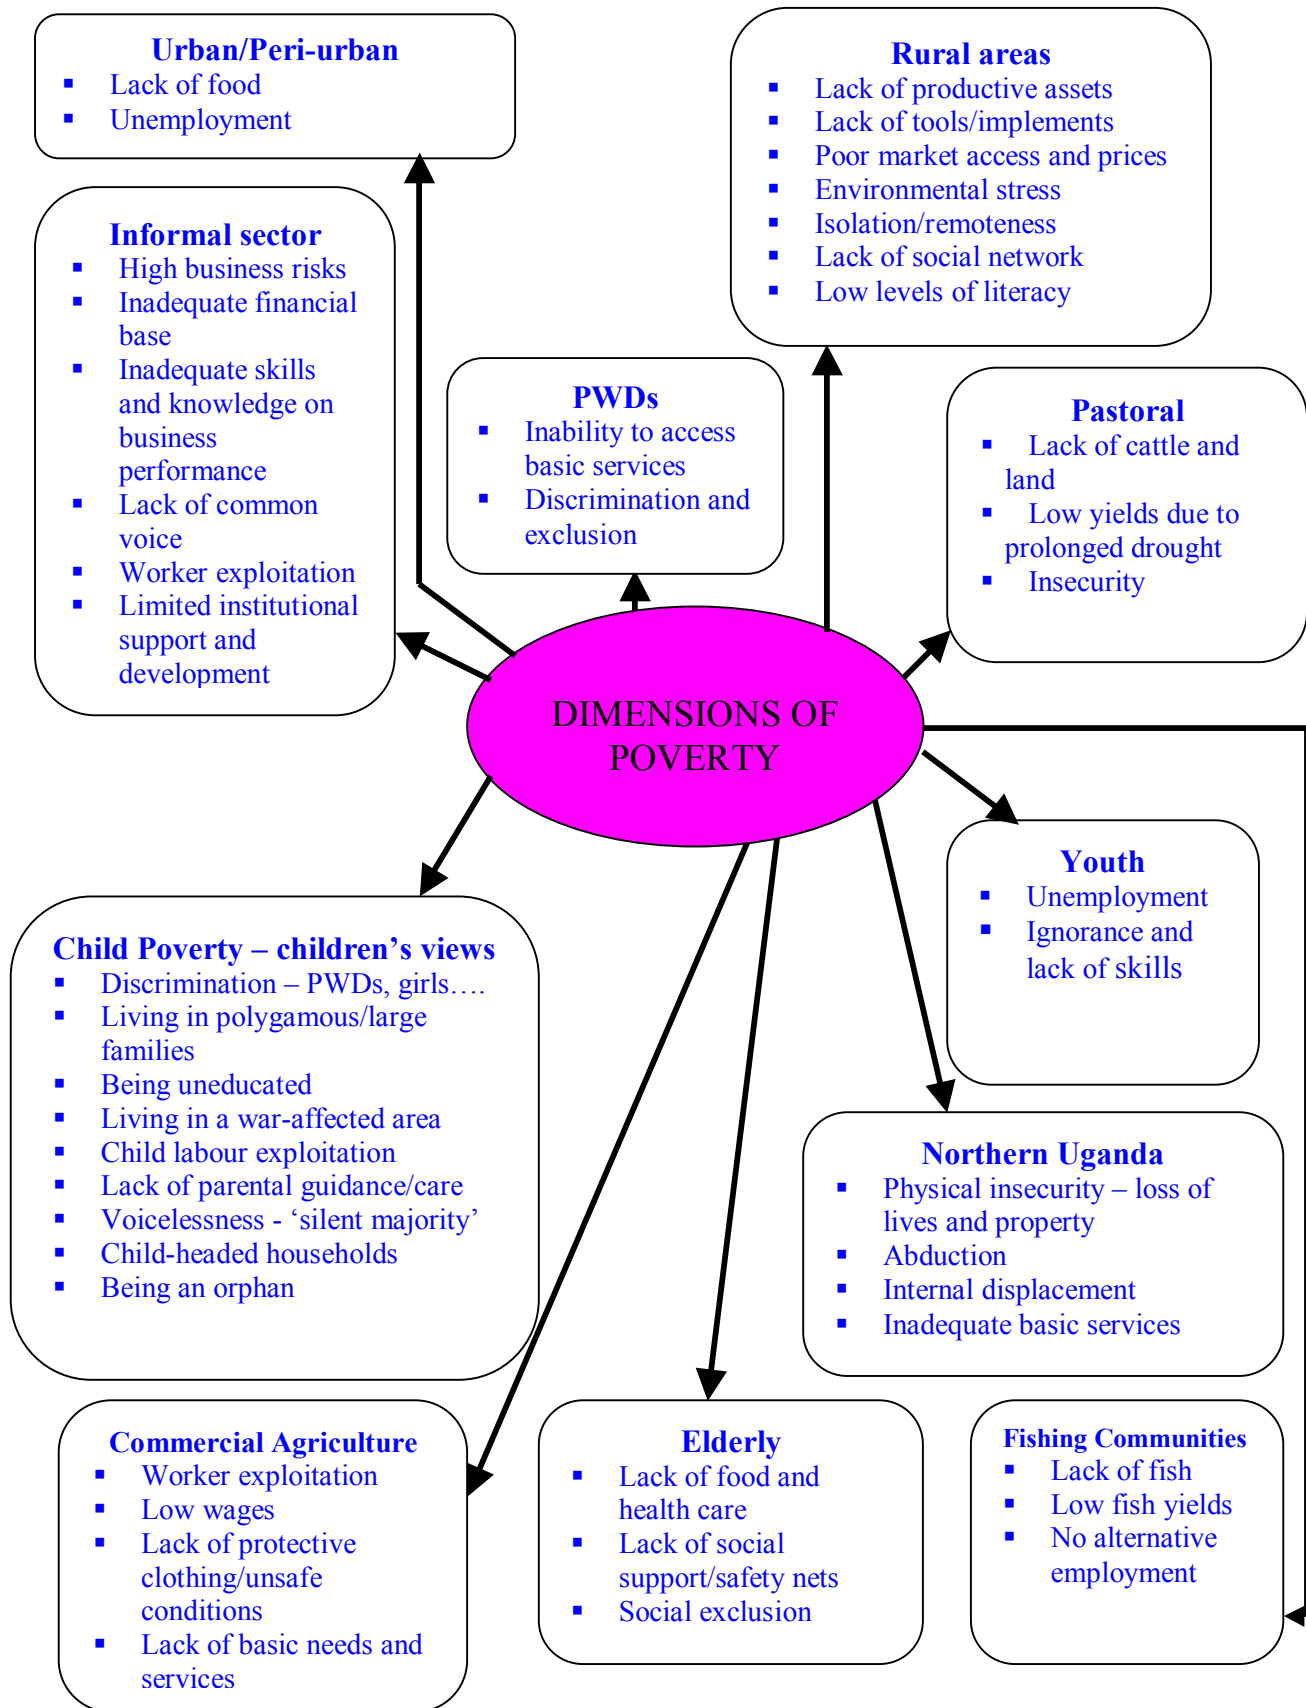 Urban/Peri-urban
▪ Lack of food
▪ Unemployment
Rural areas
▪ Lack of productive assets
▪ Lack of tools/implements
▪ Poor market access and prices
▪ Environmental stress
▪ Isolation/remoteness
▪ Lack of social network
▪ Low levels of literacy
Informal sector
▪ High business risks
▪ Inadequate financial
base
▪ Inadequate skills
and knowledge on
business
performance
▪ Lack of common
voice
▪ Worker exploitation
▪ Limited institutional
support and
development
PWDs
▪ Inability to access
basic services
▪ Discrimination and
exclusion
Pastoral
▪ Lack of cattle and
land
▪ Low yields due to
prolonged drought
▪ Insecurity
DIMENSIONS OF
POVERTY
Youth
▪ Unemployment
▪ Ignorance and
lack of skills
Child Poverty – children’s views
▪ Discrimination – PWDs, girls….
▪ Living in polygamous/large
families
▪ Being uneducated
▪ Living in a war-affected area
▪ Child labour exploitation
▪ Lack of parental guidance/care
▪ Voicelessness - ‘silent majority’
▪ Child-headed households
▪ Being an orphan
Northern Uganda
▪ Physical insecurity – loss of
lives and property
▪ Abduction
▪ Internal displacement
▪ Inadequate basic services
Commercial Agriculture
▪ Worker exploitation
▪ Low wages
▪ Lack of protective
clothing/unsafe
conditions
▪ Lack of basic needs and
services
Elderly
▪ Lack of food and
health care
▪ Lack of social
support/safety nets
▪ Social exclusion
Fishing Communities
▪ Lack of fish
▪ Low fish yields
▪ No alternative
employment